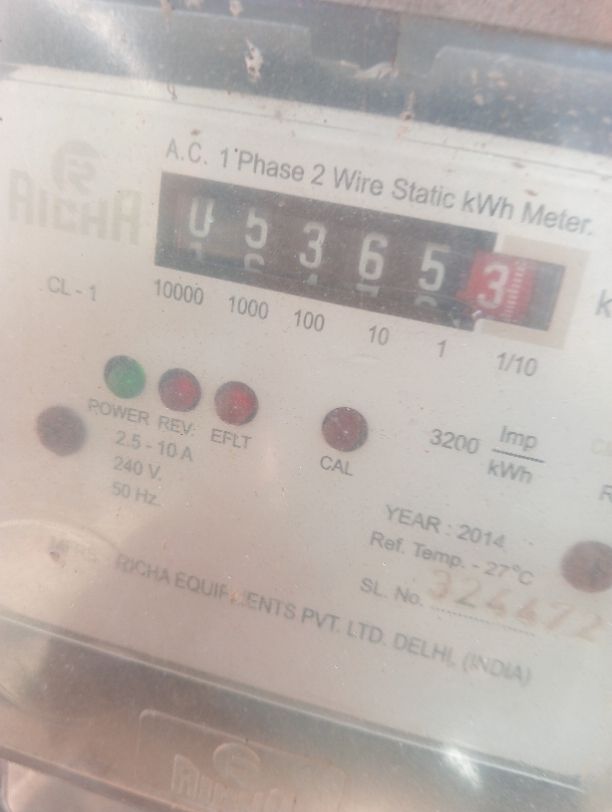 A.C. 1 Phase 2 Wire Static kWh Meter.
RICHA
05365 3
k
CL - 1
10000 1000 100 10 1 1/10
POWER REV. EFLT
CAL
3200 Imp
kWh
2.5 - 10 A
240 V.
50 Hz.
YEAR : 2014
Ref. Temp. - 27°C
SL. No.
RICHA EQUIPMENTS PVT. LTD. DELHI, (INDIA)